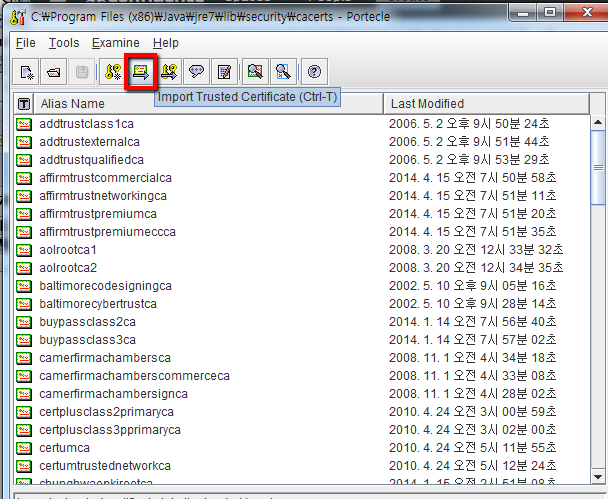 C:₩Program Files (x86)₩Java₩jre7₩lib₩security₩cacerts - Portecle
File Tools Examine Help
Import Trusted Certificate (Ctrl-T)
T Alias Name Last Modified
addtrustclass1ca 2006. 5. 2 오후 9시 50분 24초
addtrustexternalca 2006. 5. 2 오후 9시 51분 44초
addtrustqualifiedca 2006. 5. 2 오후 9시 53분 29초
affirmtrustcommercialca 2014. 4. 15 오전 7시 50분 58초
affirmtrustnetworkingca 2014. 4. 15 오전 7시 51분 11초
affirmtrustpremiumca 2014. 4. 15 오전 7시 51분 20초
affirmtrustpremiumeccca 2014. 4. 15 오전 7시 51분 35초
aolrootca1 2008. 3. 20 오전 12시 33분 32초
aolrootca2 2008. 3. 20 오전 12시 34분 35초
baltimorecodesigningca 2002. 5. 10 오후 9시 05분 16초
baltimorecybertrustca 2002. 5. 10 오후 9시 28분 14초
buypassclass2ca 2014. 1. 14 오전 7시 56분 40초
buypassclass3ca 2014. 1. 14 오전 7시 57분 02초
camerfirmachambersca 2008. 11. 1 오전 4시 34분 18초
camerfirmachamberscommerceca 2008. 11. 1 오전 4시 33분 08초
camerfirmachambersignca 2008. 11. 1 오전 4시 28분 02초
certplusclass2pprimaryca 2010. 4. 24 오전 3시 00분 59초
certplusclass3pprimaryca 2010. 4. 24 오전 3시 02분 00초
certumca 2010. 4. 24 오전 5시 11분 55초
certumtrustednetworkca 2010. 4. 24 오전 5시 12분 24초
chunghwaepkirootca 2014. 1. 15 오전 2시 51분 08초